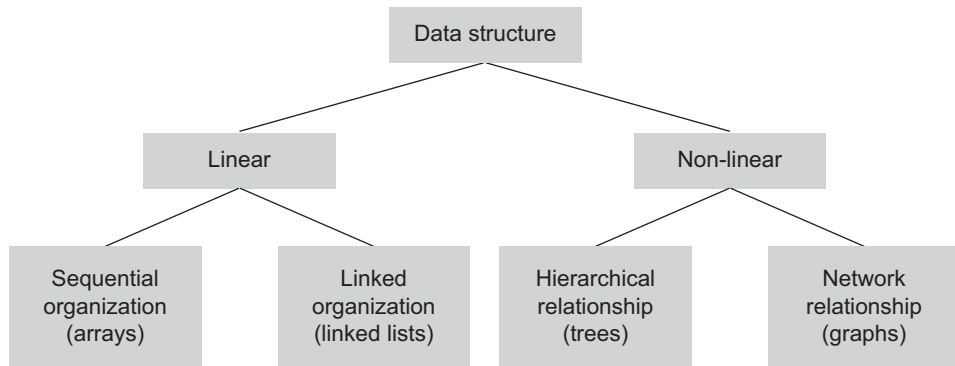 Data structure
Linear
Non-linear
Sequential
organization
(arrays)
Linked
organization
(linked lists)
Hierarchical
relationship
(trees)
Network
relationship
(graphs)